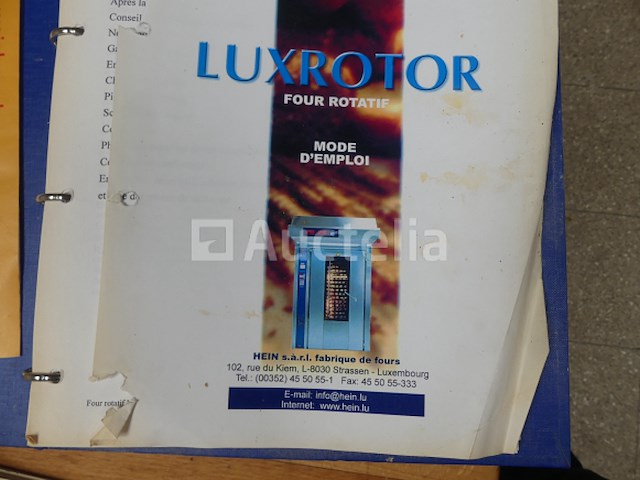 Après la
Conseil
et
LUXROTOR
FOUR ROTATIF
MODE
D'EMPLOI
Auctelia
HEIN s.à.r.l. fabrique de fours
102, rue du Kiem, L-8030 Strassen - Luxembourg
Tel.: (00352) 45 50 55-1 Fax: 45 50 55-333
E-mail: info@hein.lu
Internet: www.hein.lu
Four rotatif